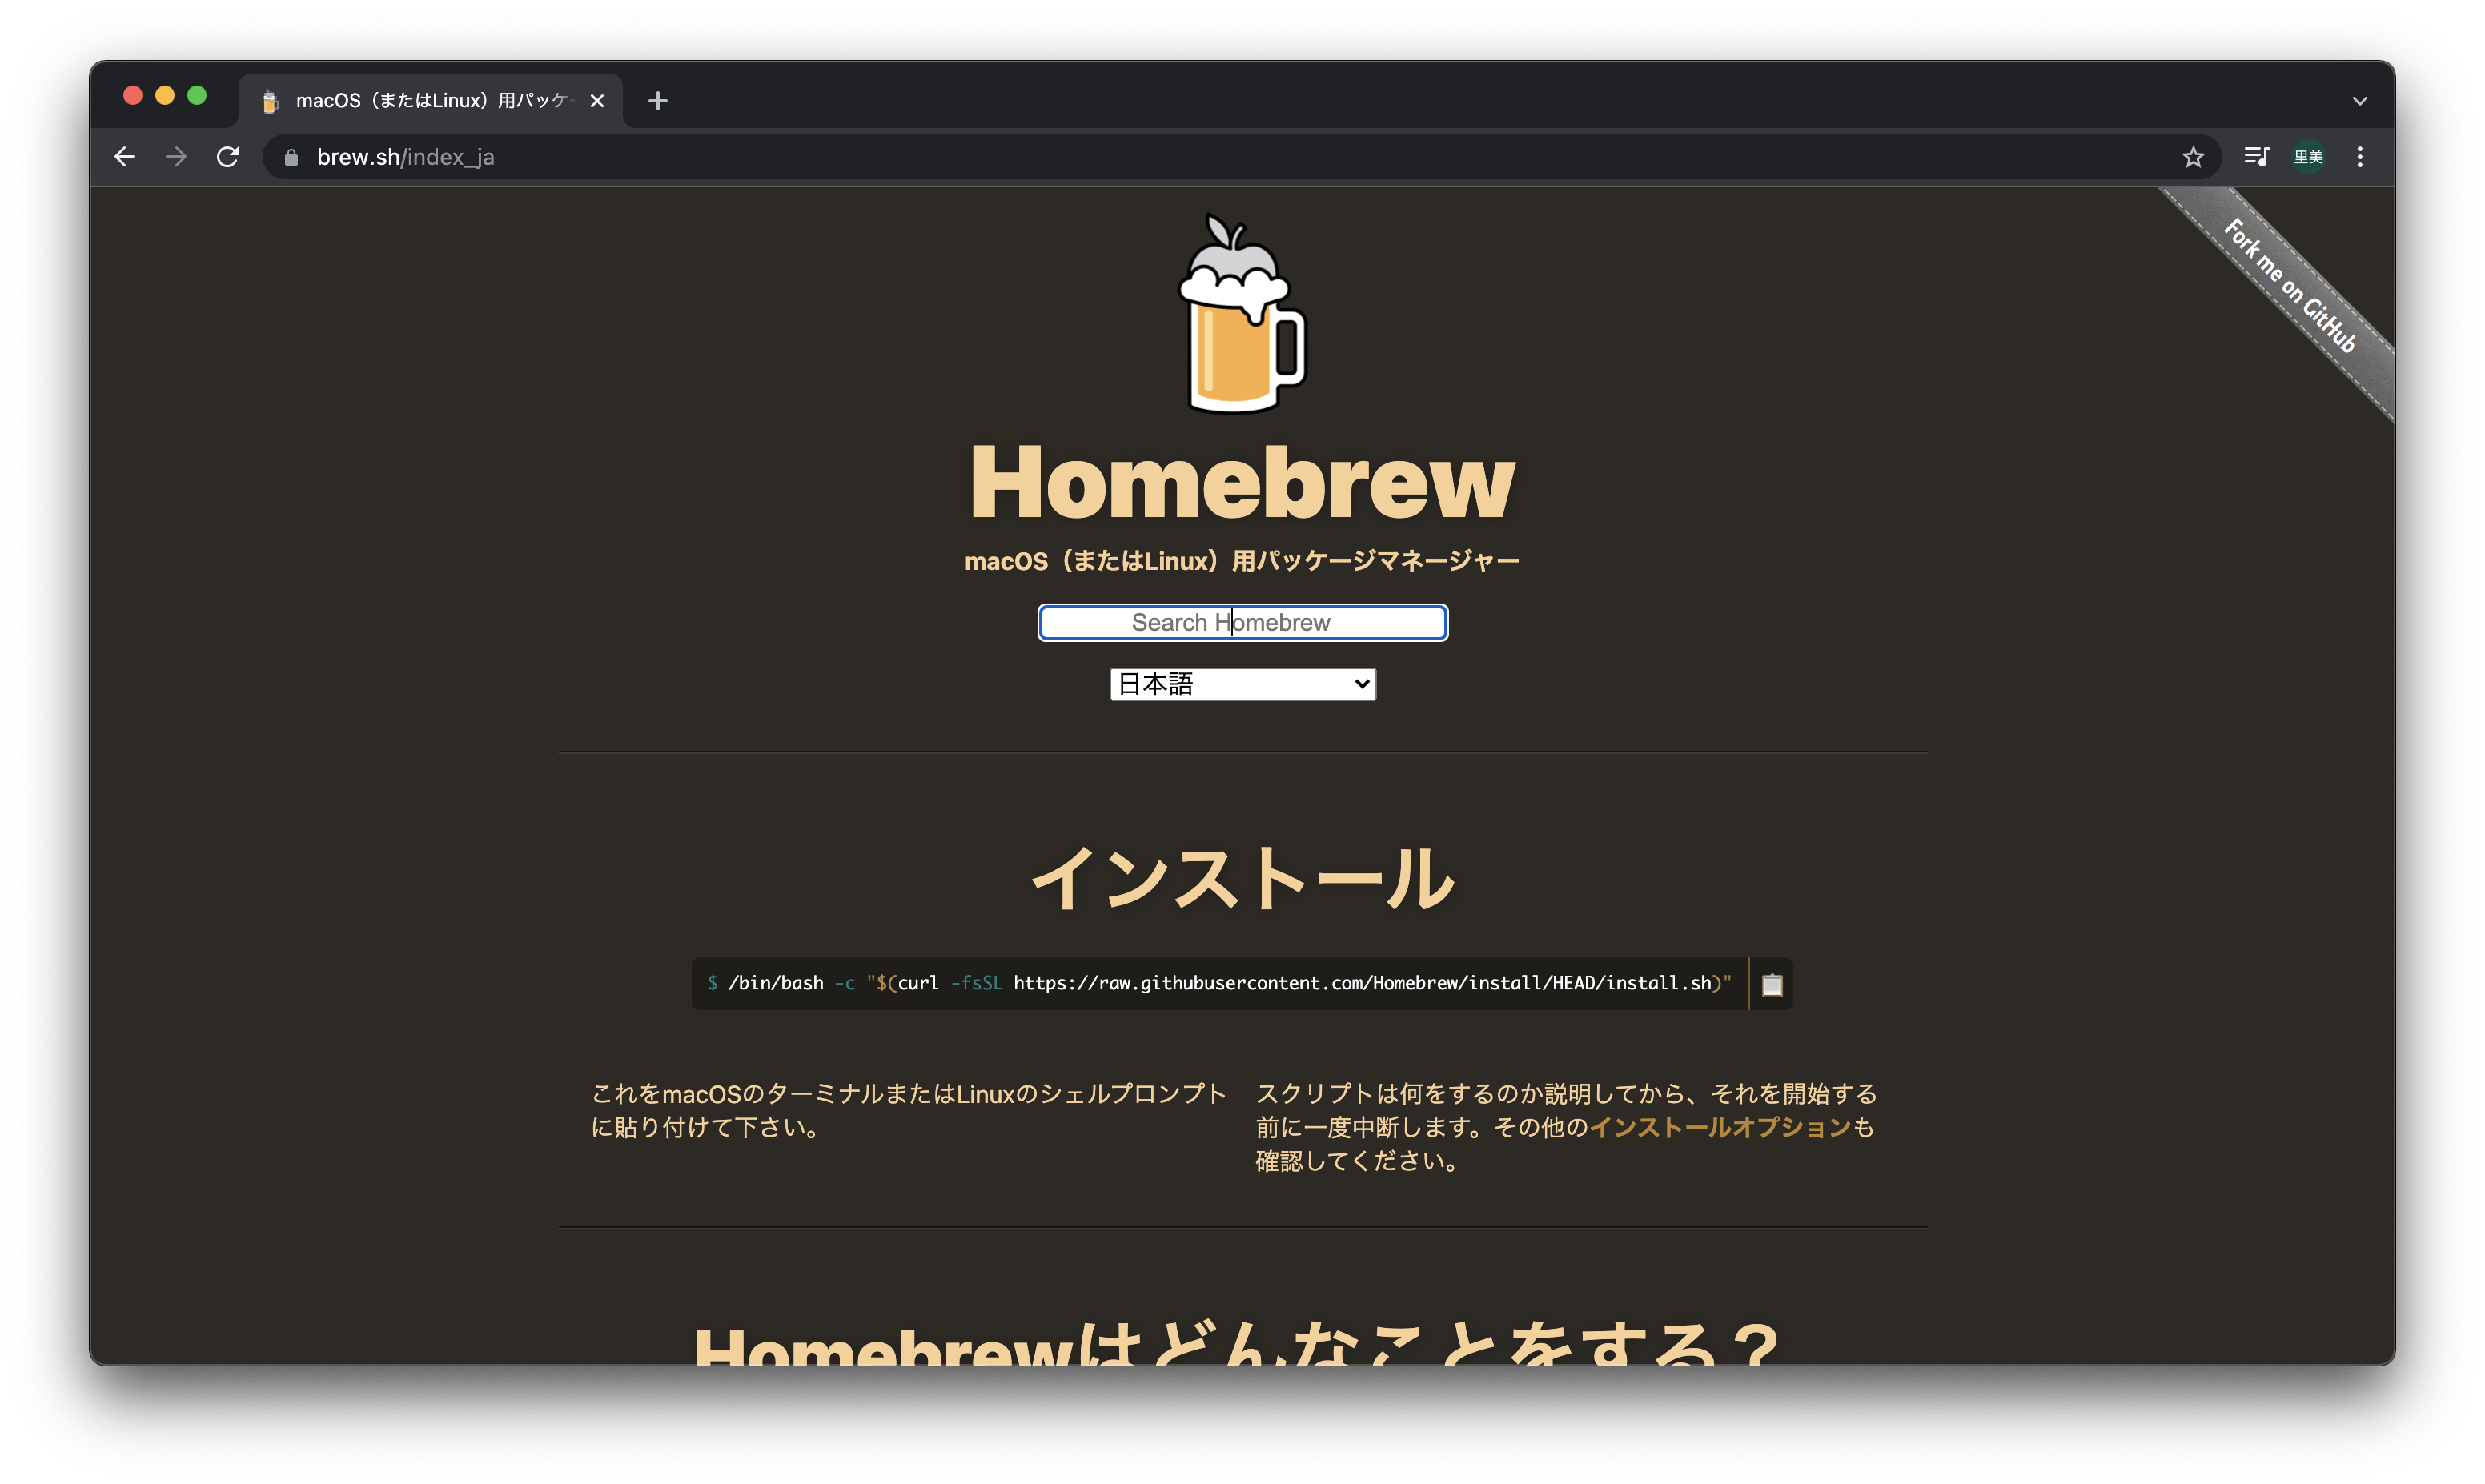 macOS（またはLinux）用パッケー
brew.sh/index_ja
里美
Fork me on GitHub
Homebrew
macOS（またはLinux）用パッケージマネージャー
Search Homebrew
日本語
インストール
$ /bin/bash -c "$(curl -fsSL https://raw.githubusercontent.com/Homebrew/install/HEAD/install.sh)"
これをmacOSのターミナルまたはLinuxのシェルプロンプト
に貼り付けて下さい。
スクリプトは何をするのか説明してから、それを開始する
前に一度中断します。その他のインストールオプションも
確認してください。
Homebrewはどんなことをする？